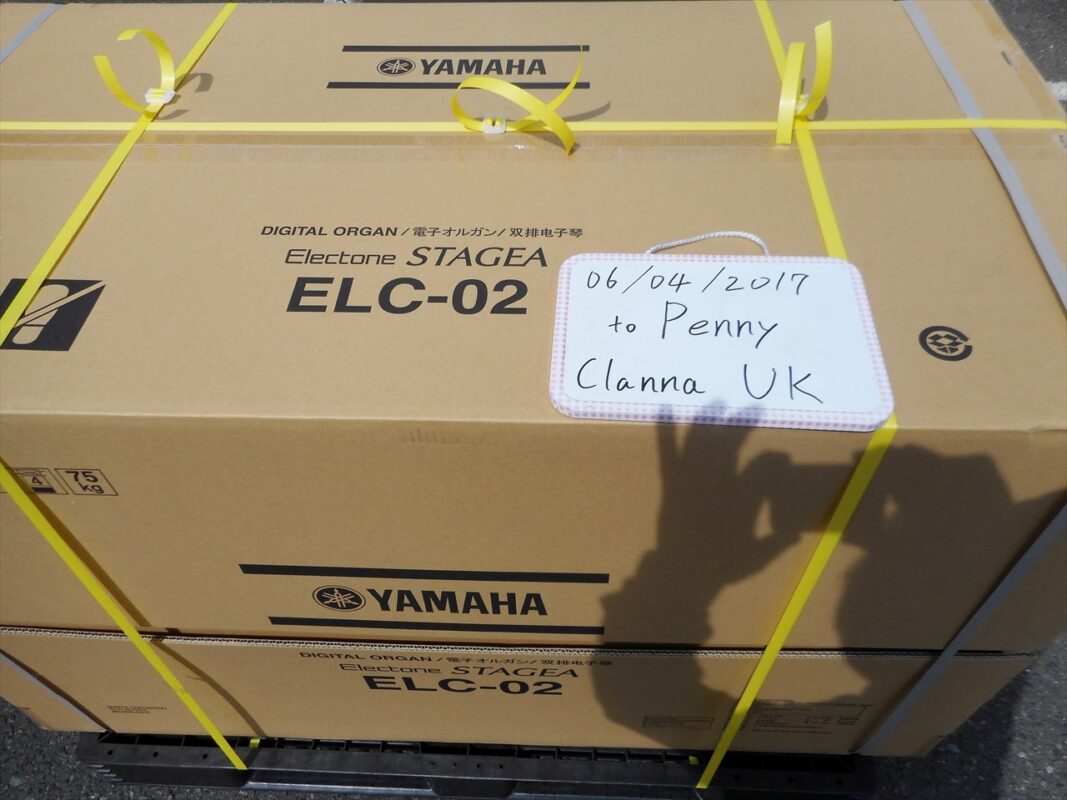 YAMAHA
DIGITAL ORGAN / 電子オルガン / 双排电子琴
Electone STAGEA
ELC-02
06/04/2017
to Penny
Clanna UK
4
75
kg
YAMAHA
DIGITAL ORGAN / 電子オルガン / 双排电子琴
Electone STAGEA
ELC-02